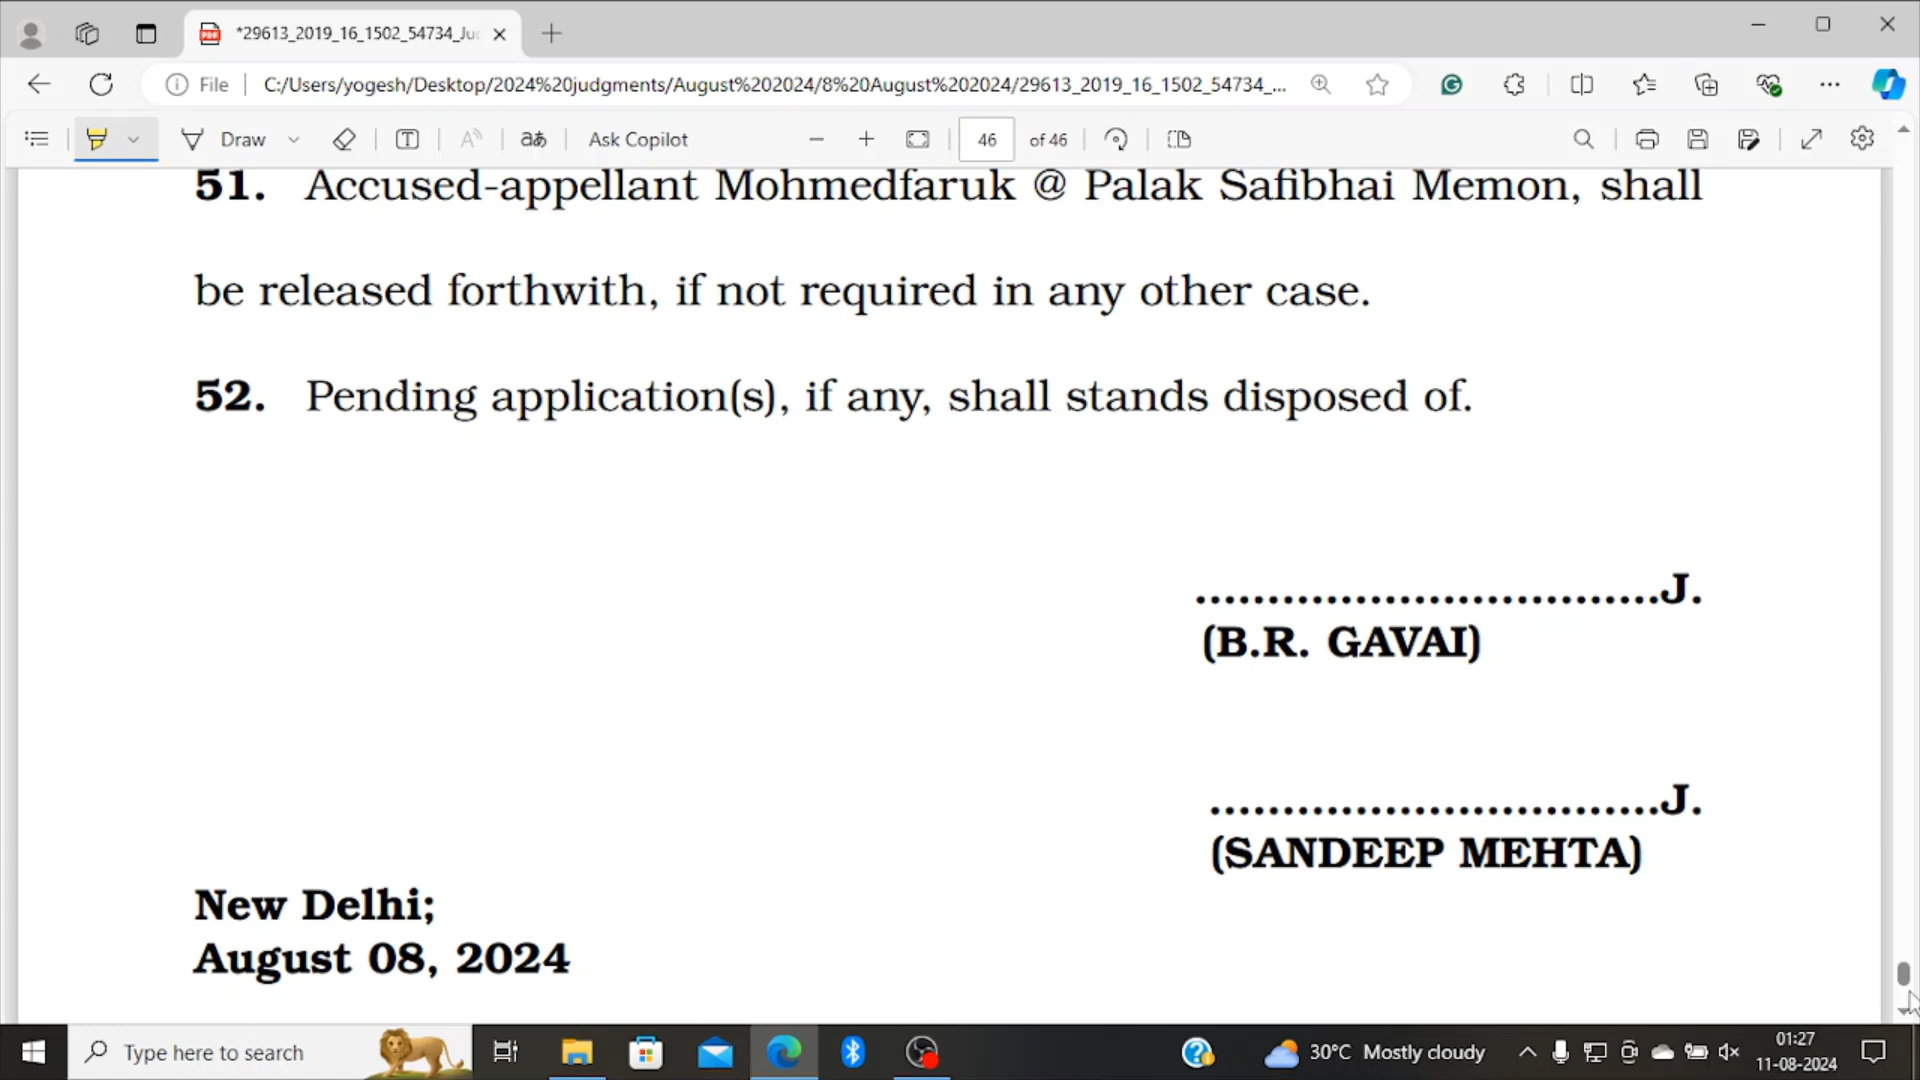 *29613_2019_16_1502_54734_Ju
File
C:/Users/yogesh/Desktop/2024%20judgments/August%202024/8%20August%202024/29613_2019_16_1502_54734_...
Draw
aあ
Ask Copilot
46
of 46
51. Accused-appellant Mohmedfaruk @ Palak Safibhai Memon, shall
be released forthwith, if not required in any other case.
52. Pending application(s), if any, shall stands disposed of.
................................J.
(B.R. GAVAI)
...............................J.
(SANDEEP MEHTA)
New Delhi;
August 08, 2024
Type here to search
30°C Mostly cloudy
01:27
11-08-2024